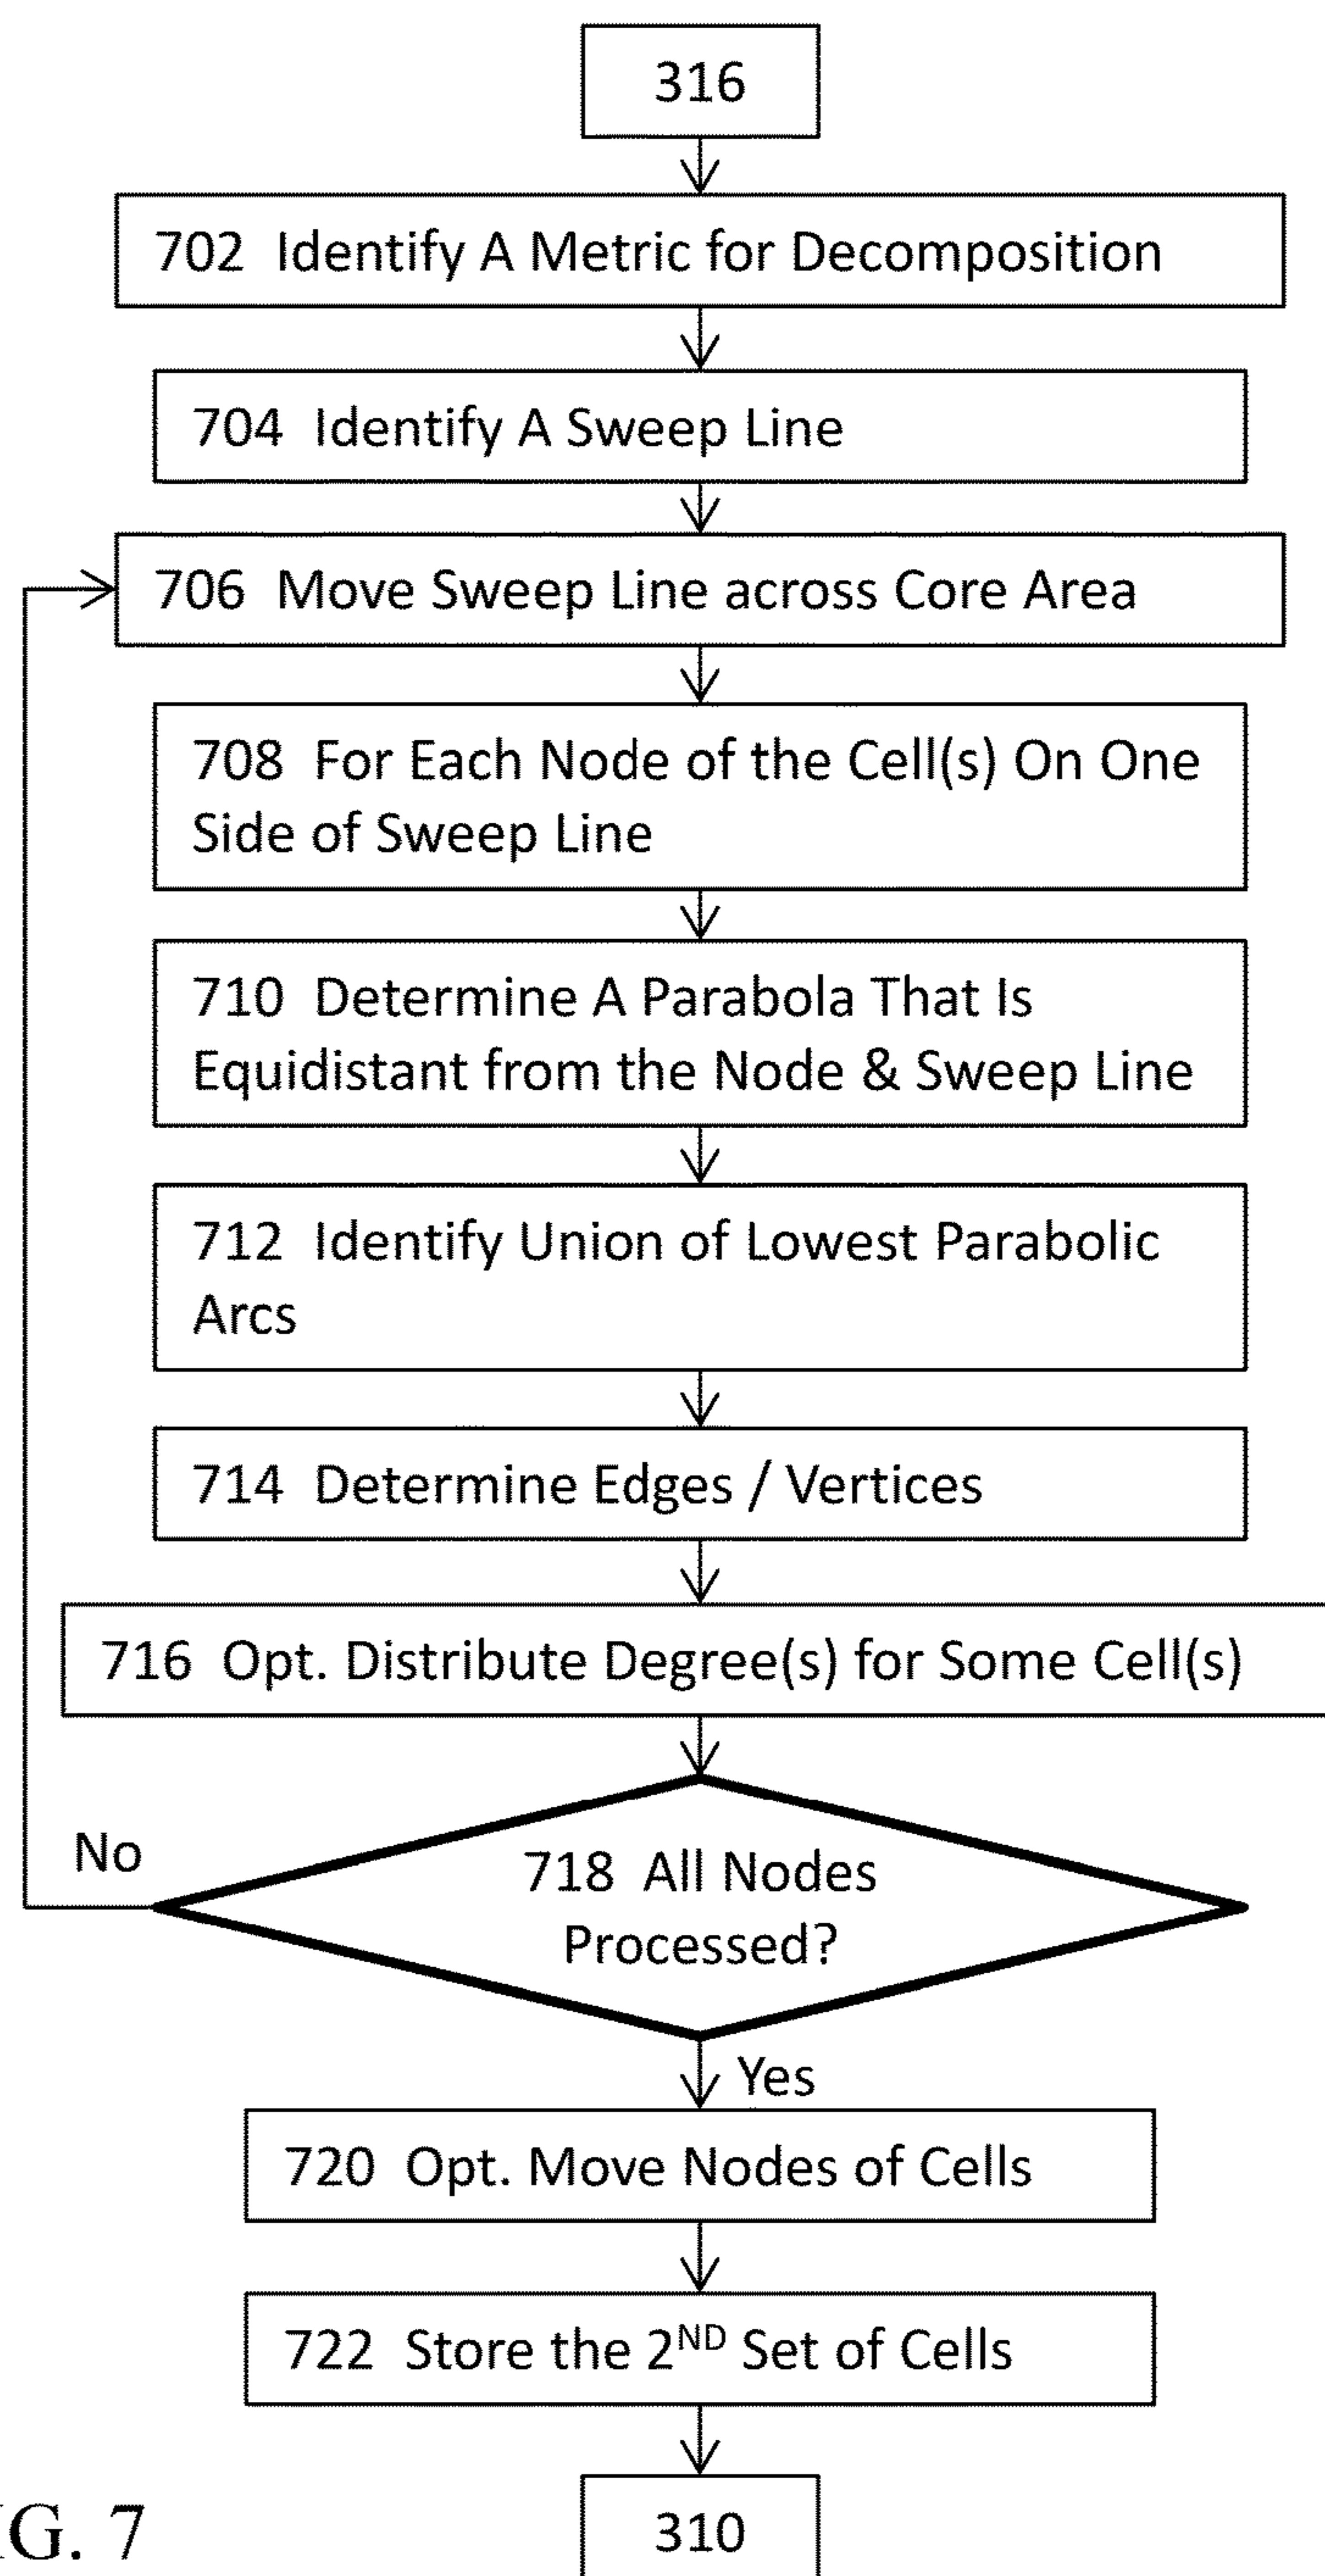 316
702 Identify A Metric for Decomposition
704 Identify A Sweep Line
706 Move Sweep Line across Core Area
708 For Each Node of the Cell(s) On One
Side of Sweep Line
710 Determine A Parabola That Is
Equidistant from the Node & Sweep Line
712 Identify Union of Lowest Parabolic
Arcs
714 Determine Edges / Vertices
716 Opt. Distribute Degree(s) for Some Cell(s)
No
718 All Nodes
Processed?
Yes
720 Opt. Move Nodes of Cells
722 Store the 2ND Set of Cells
310
IG. 7